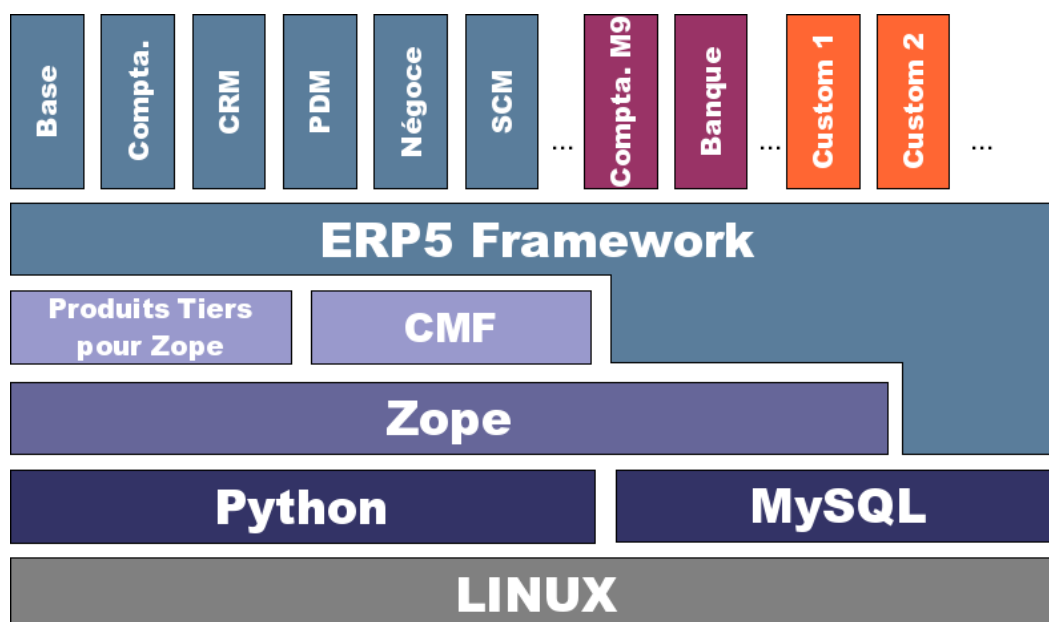 Base
Compta.
CRM
PDM
Négoce
SCM
...
Compta. M9
Banque
...
Custom 1
Custom 2
...
ERP5 Framework
Produits Tiers
pour Zope
CMF
Zope
Python
MySQL
LINUX